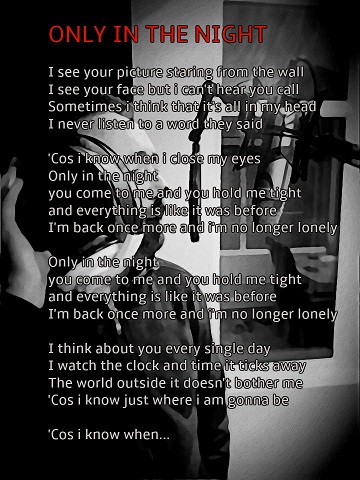 ONLY IN THE NIGHT
I see your picture staring from the wall
I see your face but i can't hear you call
Sometimes i think that it's all in my head
I never listen to a word they said
'Cos i know when i close my eyes
Only in the night
you come to me and you hold me tight
and everything is like it was before
I'm back once more and i'm no longer lonely
Only in the night
you come to me and you hold me tight
and everything is like it was before
I'm back once more and i'm no longer lonely
I think about you every single day
I watch the clock and time it ticks away
The world outside it doesn't bother me
'Cos i know just where i am gonna be
'Cos i know when...